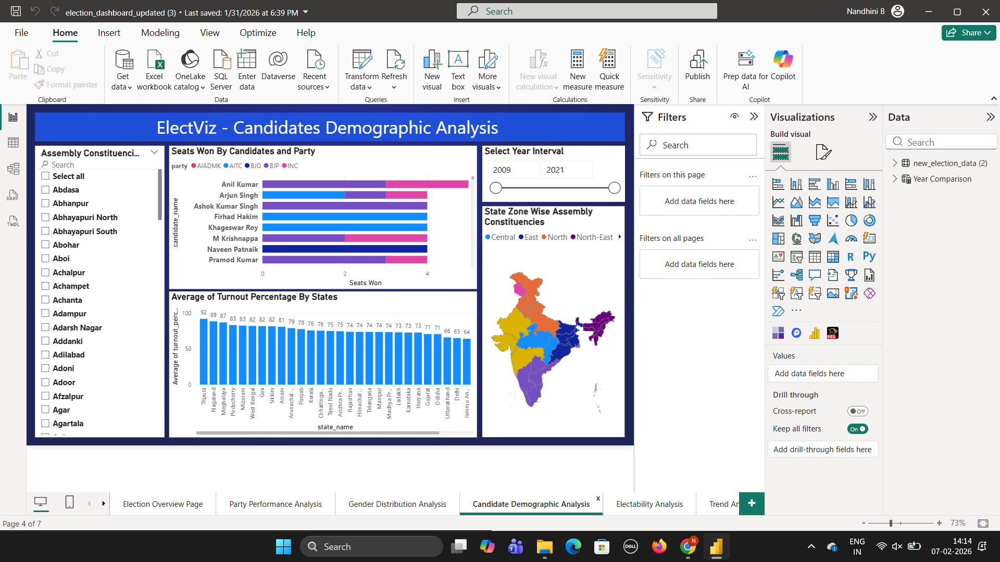 election_dashboard_updated (3) • Last saved: 1/31/2026 at 6:39 PM
Search
Nandhini B
File
Home
Insert
Modeling
View
Optimize
Help
Share
Paste
Cut
Copy
Format painter
Clipboard
Get data
Excel workbook
OneLake catalog
SQL Server
Enter data
Dataverse
Recent sources
Data
Transform data
Refresh
Queries
New visual
Text box
More visuals
Insert
New visual calculation
New measure
Quick measure
Calculations
Sensitivity
Sensitivity
Publish
Share
Prep data for AI
Copilot
Copilot
ElectViz - Candidates Demographic Analysis
Assembly Constituenci...
Search
Select all
Abdasa
Abhanpur
Abhayapuri North
Abhayapuri South
Abohar
Aboi
Achalpur
Achampet
Achanta
Adampur
Adarsh Nagar
Addanki
Adilabad
Adoni
Adoor
Afzalpur
Agar
Agartala
Seats Won By Candidates and Party
party AIADMK AITC BJD BJP INC
candidate_name
Anil Kumar
Arjun Singh
Ashok Kumar Singh
Firhad Hakim
Khageswar Roy
M Krishnappa
Naveen Patnaik
Pramod Kumar
0 2 4
Seats Won
Average of Turnout Percentage By States
Average of turnout_perc...
100
50
0
92 89 87 83 83 82 82 82 81 79 78 76 76 75 75 74 74 74 74 73 73 73 71 71 66 65 64
Tripura
Nagaland
Meghalaya
Puducherry
Mizoram
West Bengal
Goa
Sikkim
Assam
Arunachal ...
Punjab
Kerala
Chhattisga...
Tamil Nadu
Andhra Pr...
Rajasthan
Himachal ...
Telangana
Manipur
Madhya Pr...
Ladakh
Karnataka
Haryana
Gujarat
Odisha
Uttarakhand
Delhi
Jammu An...
state_name
Select Year Interval
2009
2021
State Zone Wise Assembly
Constituencies
Central East North North-East
Filters
Search
Filters on this page
...
Add data fields here
Filters on all pages
...
Add data fields here
Visualizations
Build visual
123
R
Py
PRO
...
Values
Add data fields here
Drill through
Cross-report
Off
Keep all filters
On
Add drill-through fields here
Data
Search
new_election_data (2)
Year Comparison
DAX
TMDL
Election Overview Page
Party Performance Analysis
Gender Distribution Analysis
Candidate Demographic Analysis
x
Electability Analysis
Trend An
+
Page 4 of 7
- + 73%
Search
DELL
N
ENG
IN
14:14
07-02-2026